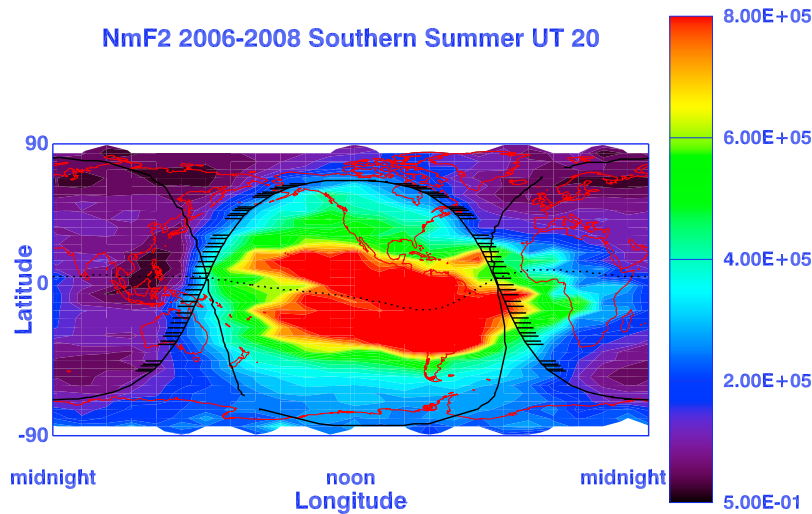 NmF2 2006-2008 Southern Summer UT 20
8.00E+05
6.00E+05
4.00E+05
2.00E+05
5.00E-01
90
0
-90
Latitude
midnight
noon
midnight
Longitude